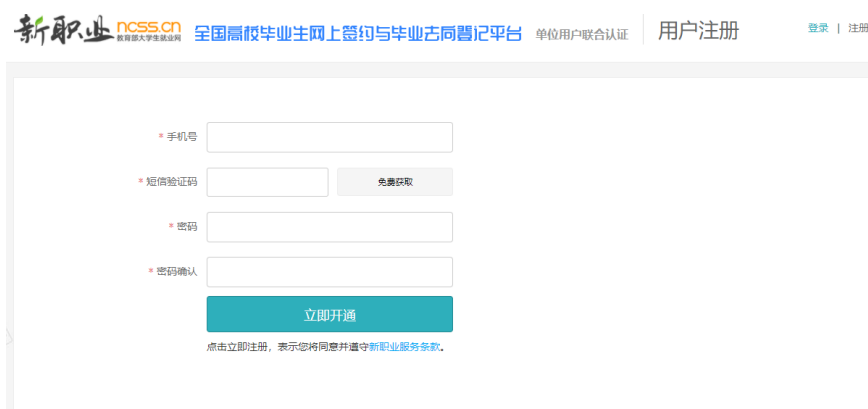 新职业 ncss.cn 教育部大学生就业网 全国高校毕业生网上签约与毕业去向登记平台 单位用户联合认证 用户注册 登录 | 注册
* 手机号
* 短信验证码 免费获取
* 密码
* 密码确认
立即开通
点击立即注册，表示您将同意并遵守新职业服务条款。